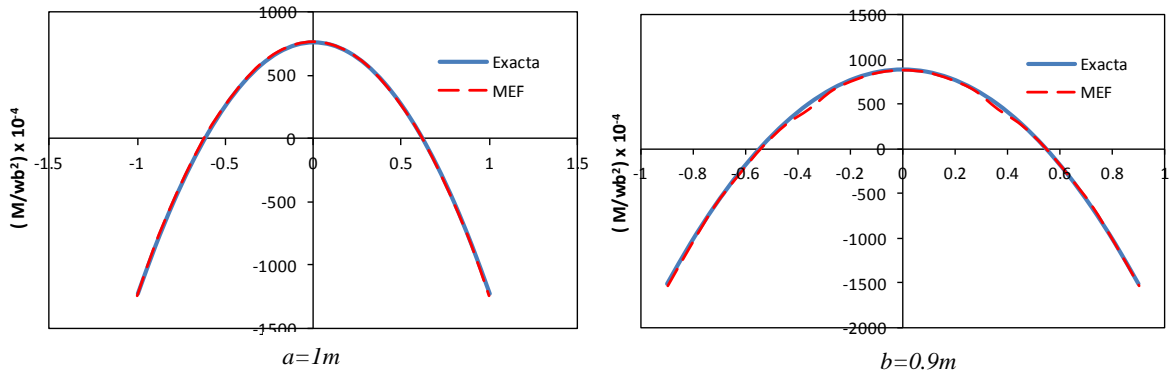 1000
500
0
-500
-1000
-1500
-1.5 -1 -0.5 0 0.5 1 1.5
( M/wb²) x 10⁻⁴
Exacta
MEF
a=1m
1500
1000
500
0
-500
-1000
-1500
-2000
-1 -0.8 -0.6 -0.4 -0.2 0 0.2 0.4 0.6 0.8 1
( M/wb²) x 10⁻⁴
Exacta
MEF
b=0.9m